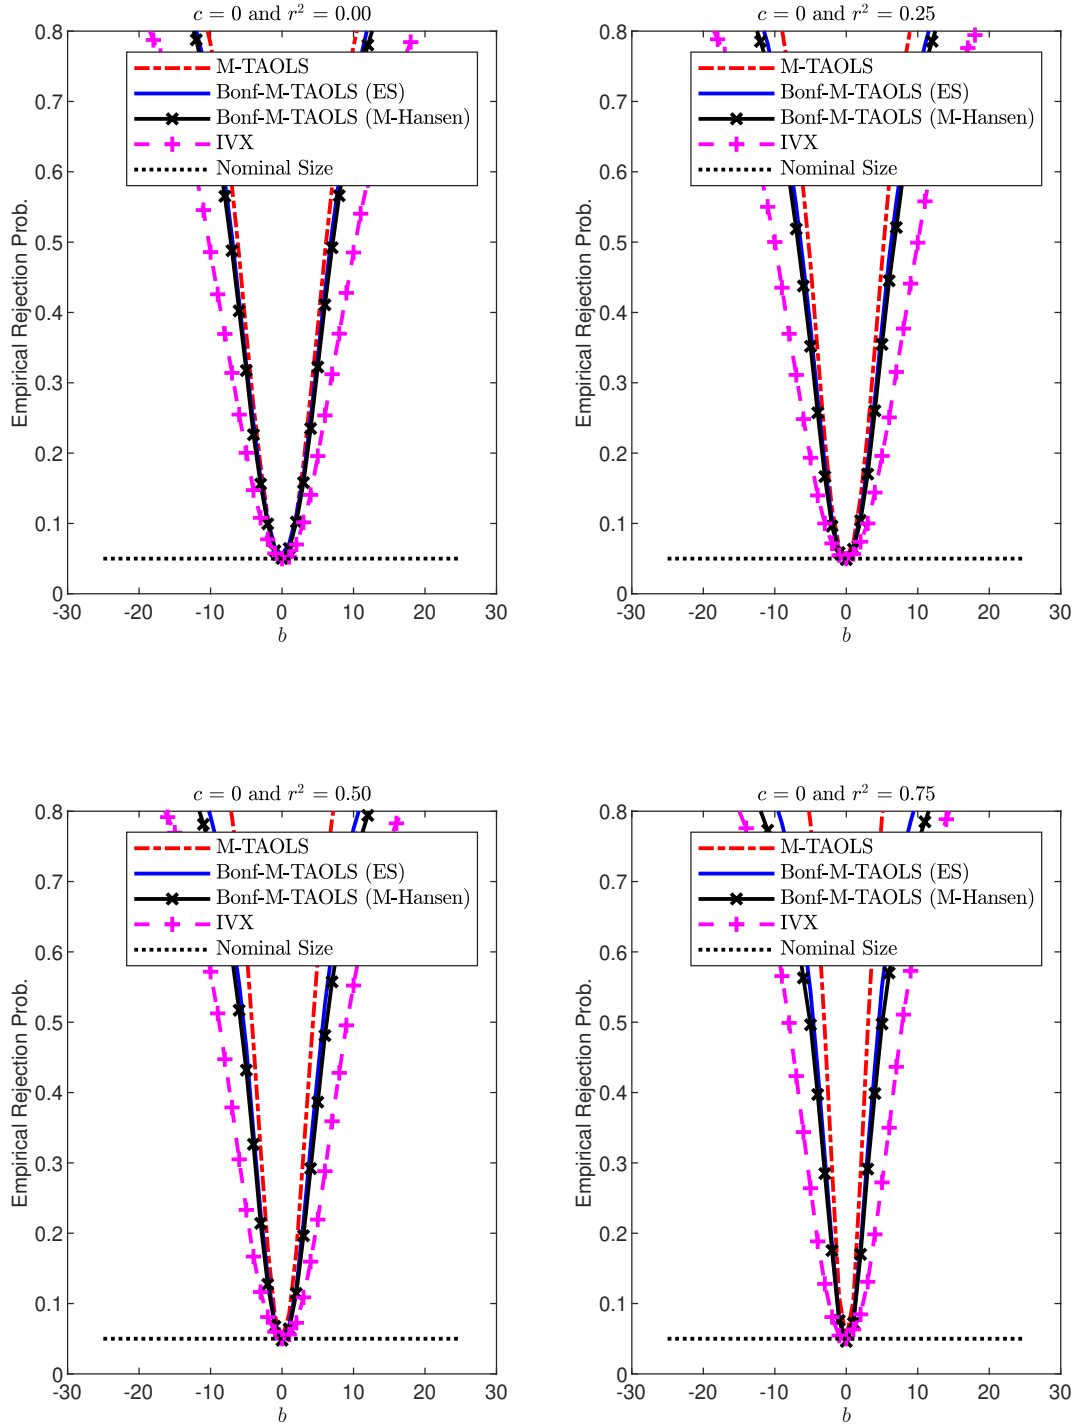 c = 0 and r² = 0.00
0.8
0.7
0.6
0.5
0.4
0.3
0.2
0.1
0
Empirical Rejection Prob.
M-TAOLS
Bonf-M-TAOLS (ES)
Bonf-M-TAOLS (M-Hansen)
IVX
Nominal Size
-30 -20 -10 0 10 20 30
b
c = 0 and r² = 0.25
0.8
0.7
0.6
0.5
0.4
0.3
0.2
0.1
0
Empirical Rejection Prob.
M-TAOLS
Bonf-M-TAOLS (ES)
Bonf-M-TAOLS (M-Hansen)
IVX
Nominal Size
-30 -20 -10 0 10 20 30
b
c = 0 and r² = 0.50
0.8
0.7
0.6
0.5
0.4
0.3
0.2
0.1
0
Empirical Rejection Prob.
M-TAOLS
Bonf-M-TAOLS (ES)
Bonf-M-TAOLS (M-Hansen)
IVX
Nominal Size
-30 -20 -10 0 10 20 30
b
c = 0 and r² = 0.75
0.8
0.7
0.6
0.5
0.4
0.3
0.2
0.1
0
Empirical Rejection Prob.
M-TAOLS
Bonf-M-TAOLS (ES)
Bonf-M-TAOLS (M-Hansen)
IVX
Nominal Size
-30 -20 -10 0 10 20 30
b